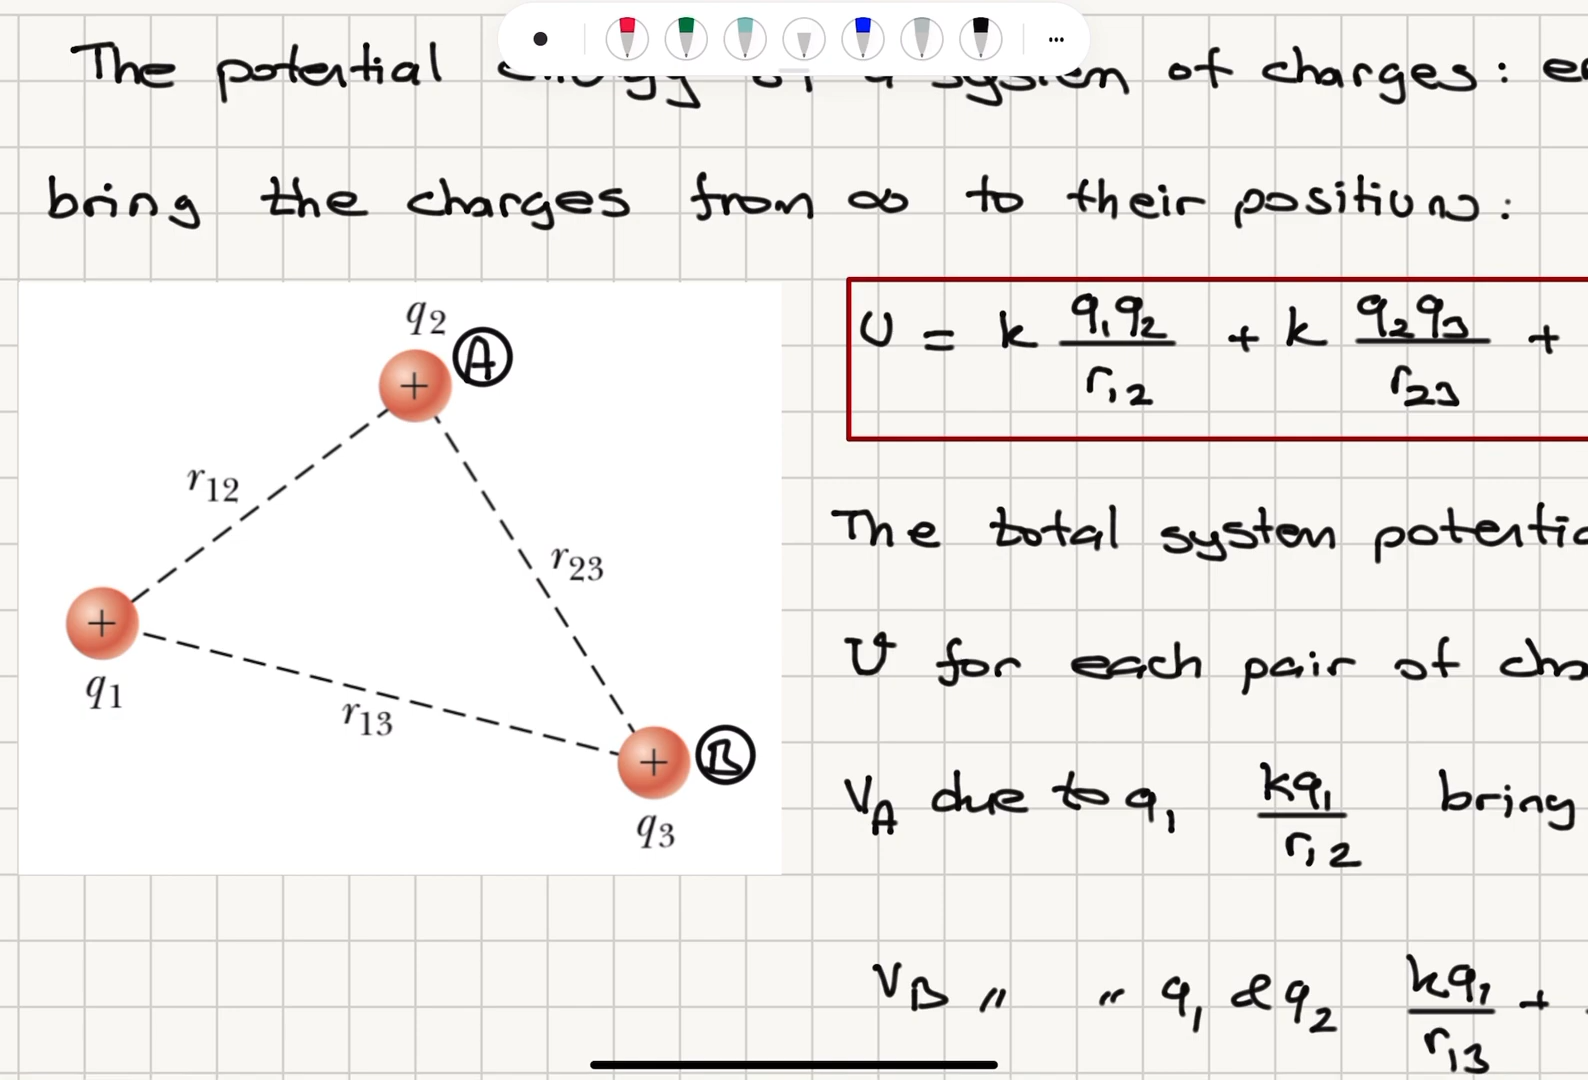 The potential of charges:
bring the charges from ∞ to their positions:
q2
A
U = k q1q2/r12 + k q2q3/r23 +
+
r12
The total system
r23
+
U for each pair of
q1
r13
+
B
VA due to q1 kq1/r12 bring
q3
VB " " q1 & q2 kq1/r13 +